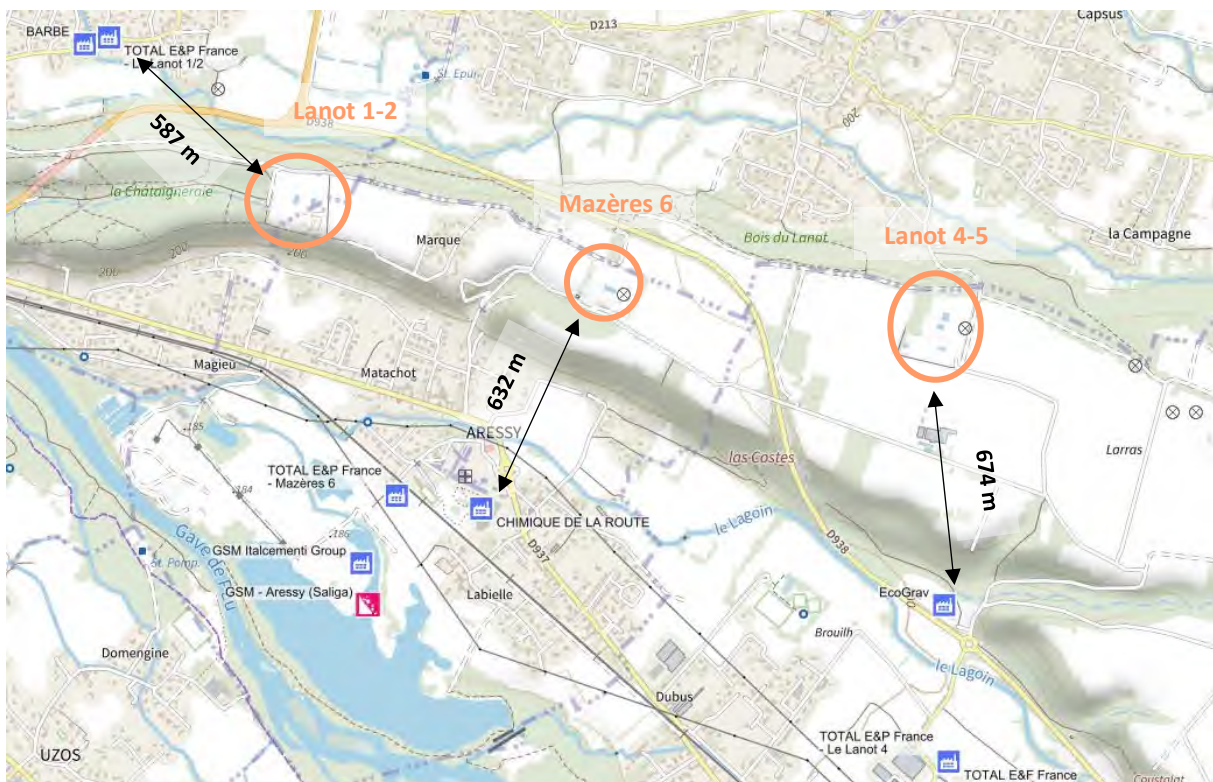 D213
Capsus
BARBE
TOTAL E&P France
- Le Lanot 1/2
St. Epur
200
Lanot 1-2
D938
587 m
la Châtaigneraie
Mazères 6
Bois du Lanot
Lanot 4-5
la Campagne
Marque
200
200
Magieu
Matachot
632 m
ARESSY
las Costes
674 m
Larras
.185
TOTAL E&P France
- Mazères 6
.184
CHIMIQUE DE LA ROUTE
le Lagoin
.186
Gave de Pau
St. Pomp.
GSM Italcementi Group
D937
D938
GSM - Aressy (Saliga)
Labielle
EcoGrav
Brouilh
Domengine
le Lagoin
Dubus
UZOS
TOTAL E&P France
- Le Lanot 4
TOTAL E&P France
Coustalat